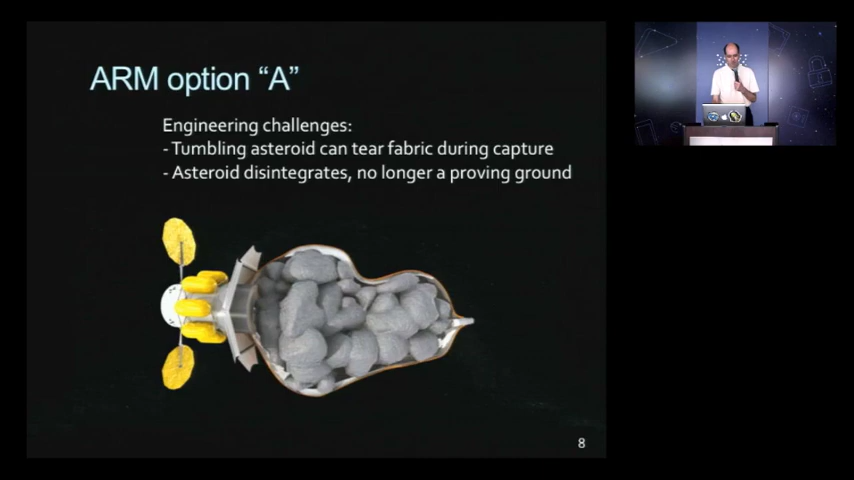 ARM option “A”
Engineering challenges:
- Tumbling asteroid can tear fabric during capture
- Asteroid disintegrates, no longer a proving ground
8